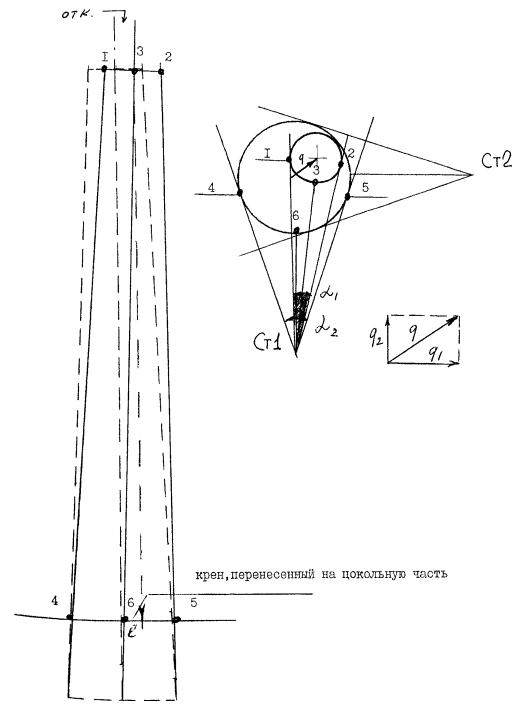 отк.
I 3 2
I 2
q
3
4 5
6
Ст2
α₁
α₂
Ст1
q₂ q
q₁
крен,перенесенный на цокольную часть
4 6 5
ℓ